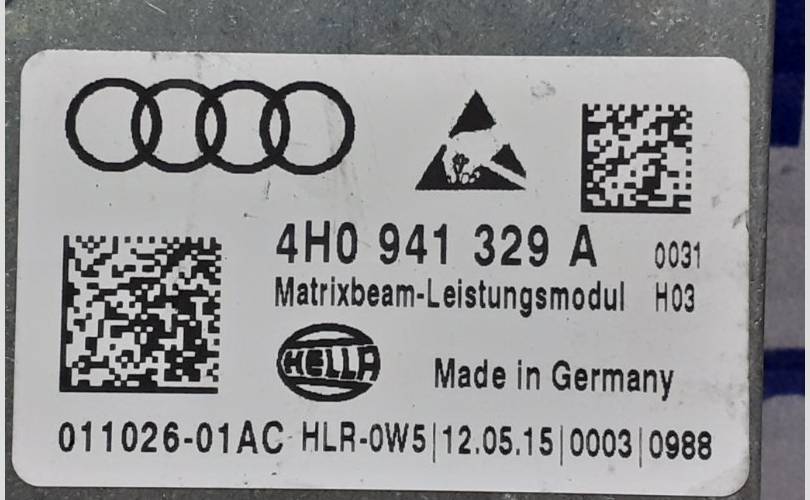 4H0 941 329 A 0031
Matrixbeam-Leistungsmodul H03
HELLA Made in Germany
011026-01AC HLR-0W5|12.05.15|0003|0988